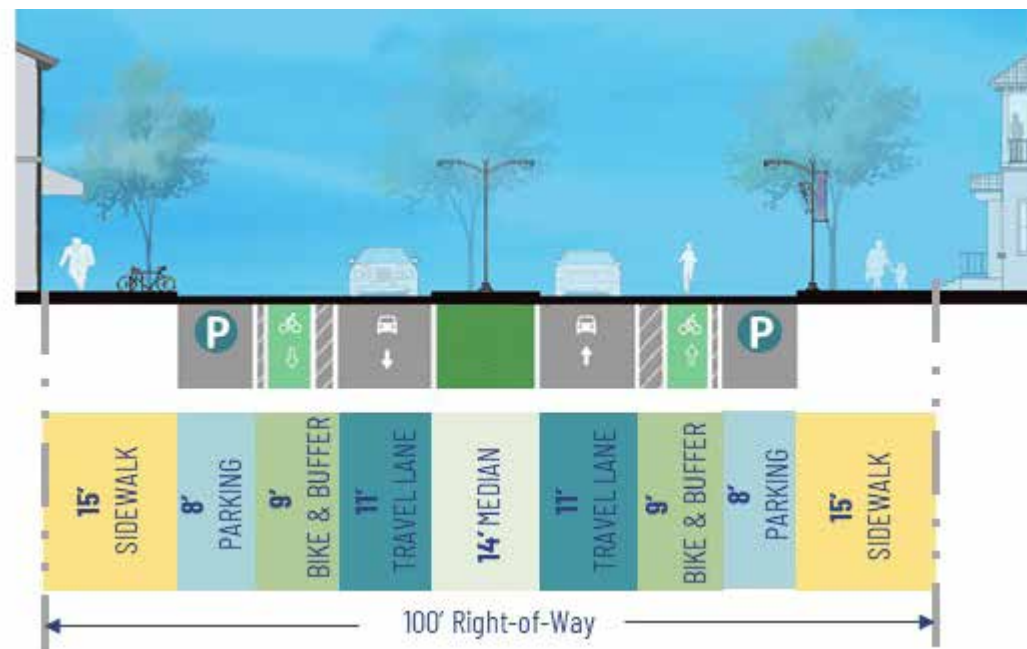 P
P
15’
SIDEWALK
8’
PARKING
9’
BIKE & BUFFER
11’
TRAVEL LANE
14’ MEDIAN
11’
TRAVEL LANE
9’
BIKE & BUFFER
8’
PARKING
15’
SIDEWALK
100’ Right-of-Way